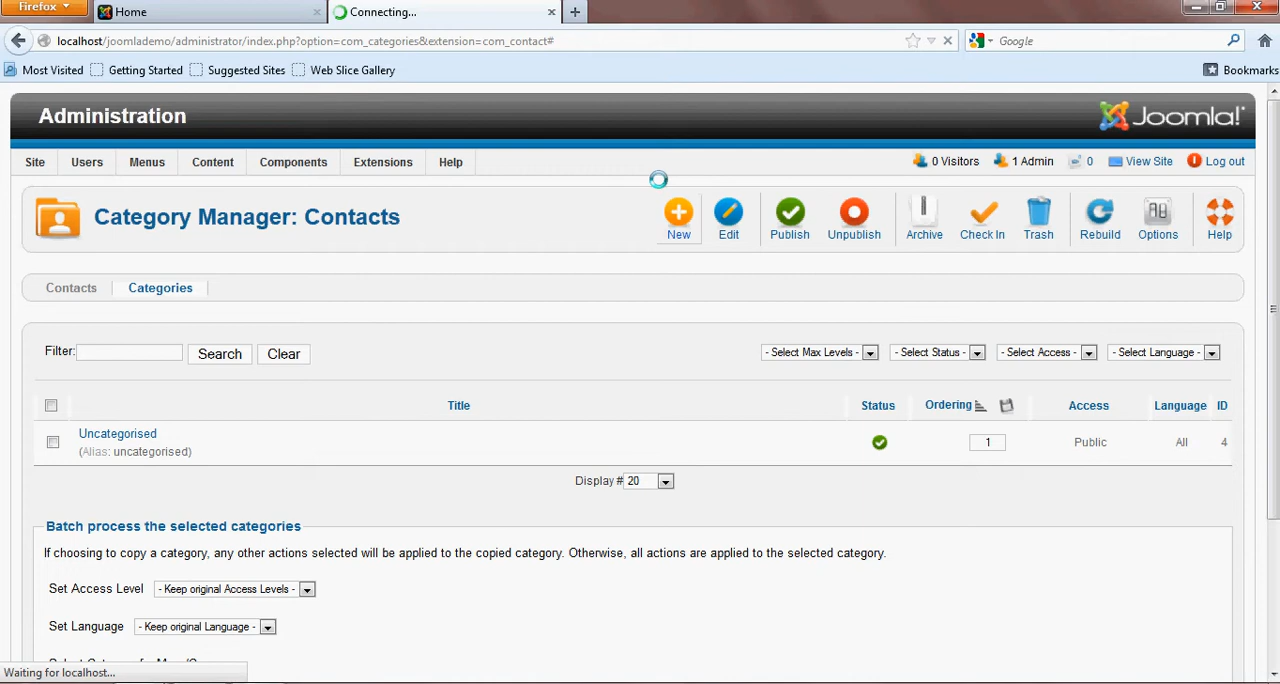 Firefox
Home
Connecting...
localhost/joomlademo/administrator/index.php?option=com_categories&extension=com_contact#
Google
Most Visited Getting Started Suggested Sites Web Slice Gallery Bookmarks
Administration
Joomla!
Site Users Menus Content Components Extensions Help
0 Visitors 1 Admin 0 View Site Log out
Category Manager: Contacts
New Edit Publish Unpublish Archive Check In Trash Rebuild Options Help
Contacts Categories
Filter: Search Clear - Select Max Levels - - Select Status - - Select Access - - Select Language -
Title Status Ordering Access Language ID
Uncategorised 1 Public All 4
(Alias: uncategorised)
Display # 20
Batch process the selected categories
If choosing to copy a category, any other actions selected will be applied to the copied category. Otherwise, all actions are applied to the selected category.
Set Access Level - Keep original Access Levels -
Set Language - Keep original Language -
Waiting for localhost...